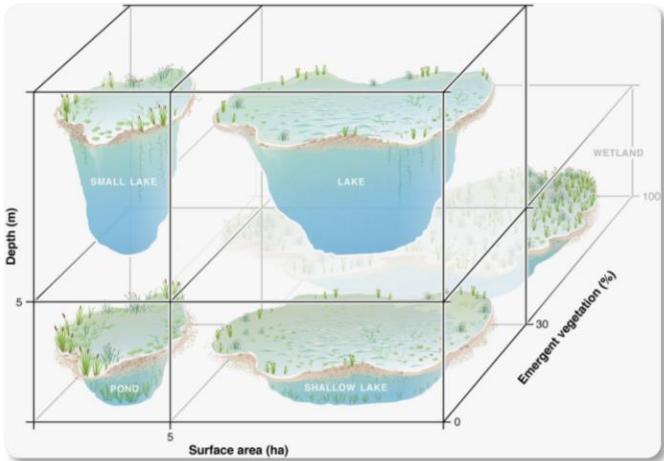 WETLAND
SMALL LAKE
LAKE
100
Depth (m)
5
30
Emergent vegetation (%)
POND
SHALLOW LAKE
0
5
Surface area (ha)